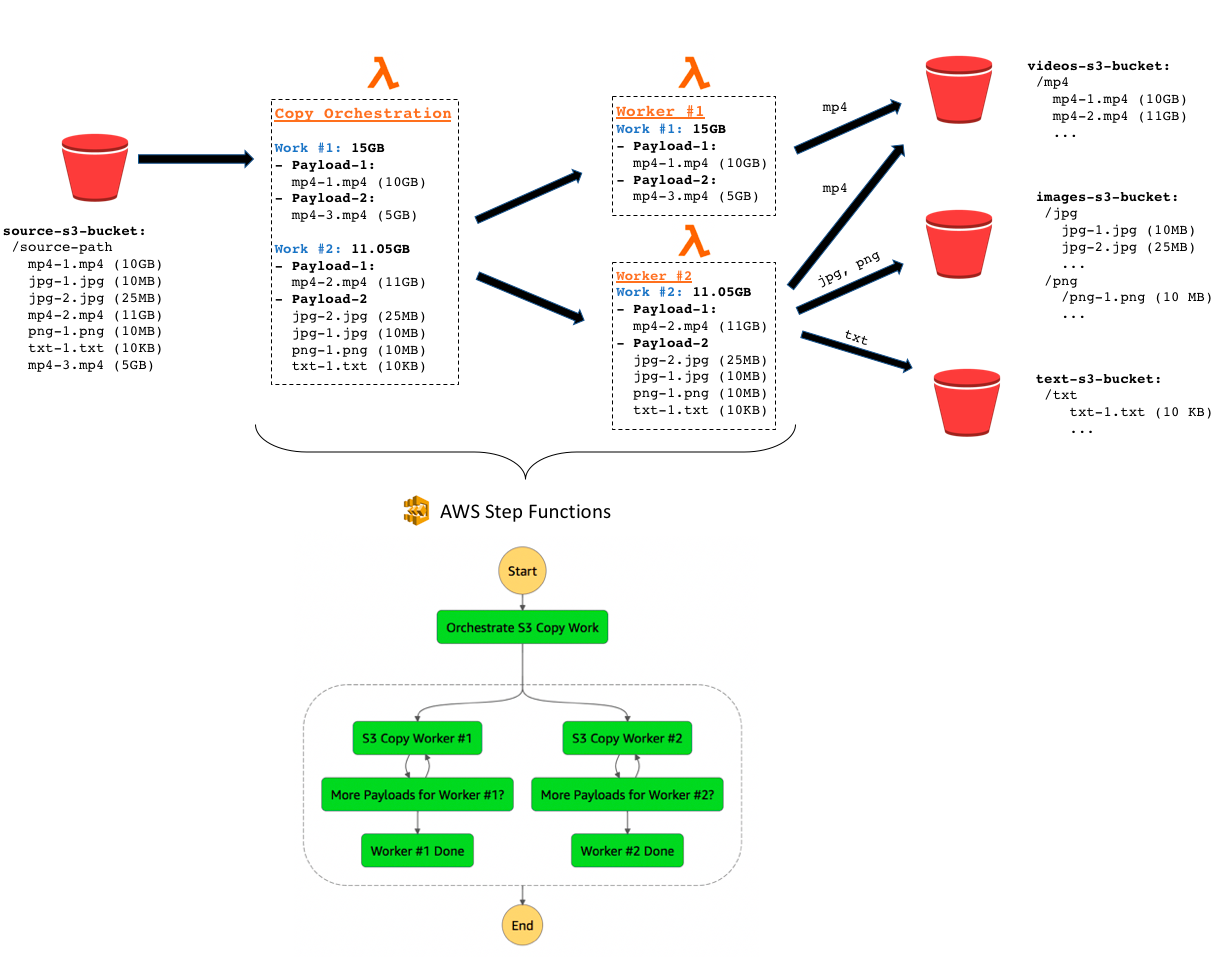 source-s3-bucket:
/source-path
mp4-1.mp4 (10GB)
jpg-1.jpg (10MB)
jpg-2.jpg (25MB)
mp4-2.mp4 (11GB)
png-1.png (10MB)
txt-1.txt (10KB)
mp4-3.mp4 (5GB)
Copy Orchestration
Work #1: 15GB
– Payload-1:
mp4-1.mp4 (10GB)
– Payload-2:
mp4-3.mp4 (5GB)
Work #2: 11.05GB
– Payload-1:
mp4-2.mp4 (11GB)
– Payload-2
jpg-2.jpg (25MB)
jpg-1.jpg (10MB)
png-1.png (10MB)
txt-1.txt (10KB)
Worker #1
Work #1: 15GB
– Payload-1:
mp4-1.mp4 (10GB)
– Payload-2:
mp4-3.mp4 (5GB)
Worker #2
Work #2: 11.05GB
– Payload-1:
mp4-2.mp4 (11GB)
– Payload-2
jpg-2.jpg (25MB)
jpg-1.jpg (10MB)
png-1.png (10MB)
txt-1.txt (10KB)
mp4
mp4
jpg, png
txt
videos-s3-bucket:
/mp4
mp4-1.mp4 (10GB)
mp4-2.mp4 (11GB)
...
images-s3-bucket:
/jpg
jpg-1.jpg (10MB)
jpg-2.jpg (25MB)
...
/png
/png-1.png (10 MB)
...
text-s3-bucket:
/txt
txt-1.txt (10 KB)
...
AWS Step Functions
Start
Orchestrate S3 Copy Work
S3 Copy Worker #1
S3 Copy Worker #2
More Payloads for Worker #1?
More Payloads for Worker #2?
Worker #1 Done
Worker #2 Done
End